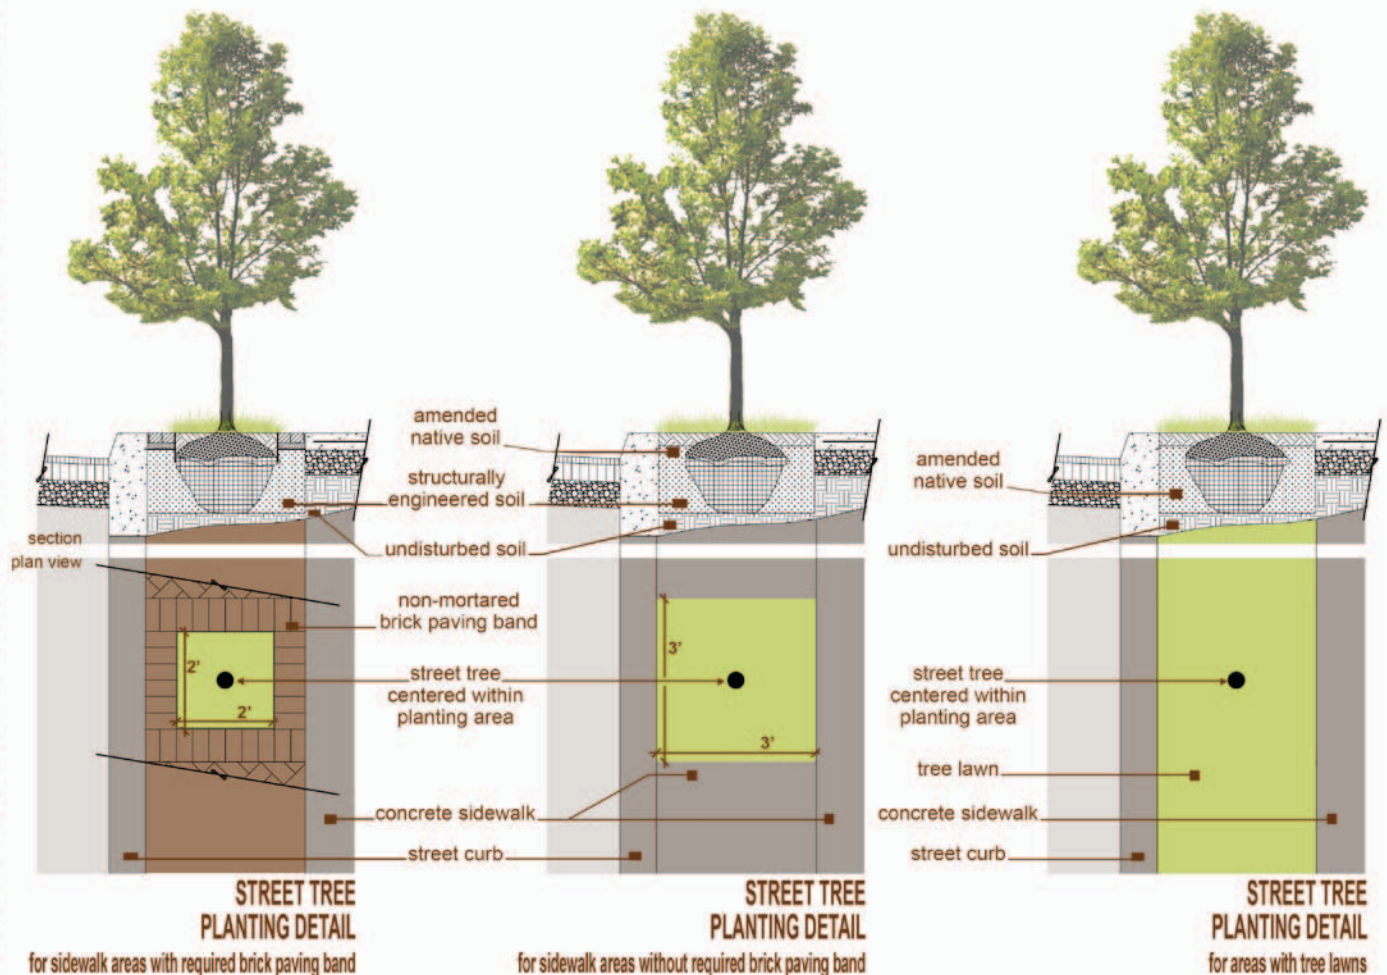 amended
native soil
structurally
engineered soil
undisturbed soil
section
plan view
non-mortared
brick paving band
2'
2'
street tree
centered within
planting area
concrete sidewalk
street curb
STREET TREE
PLANTING DETAIL
for sidewalk areas with required brick paving band
3'
3'
STREET TREE
PLANTING DETAIL
for sidewalk areas without required brick paving band
amended
native soil
undisturbed soil
street tree
centered within
planting area
tree lawn
concrete sidewalk
street curb
STREET TREE
PLANTING DETAIL
for areas with tree lawns